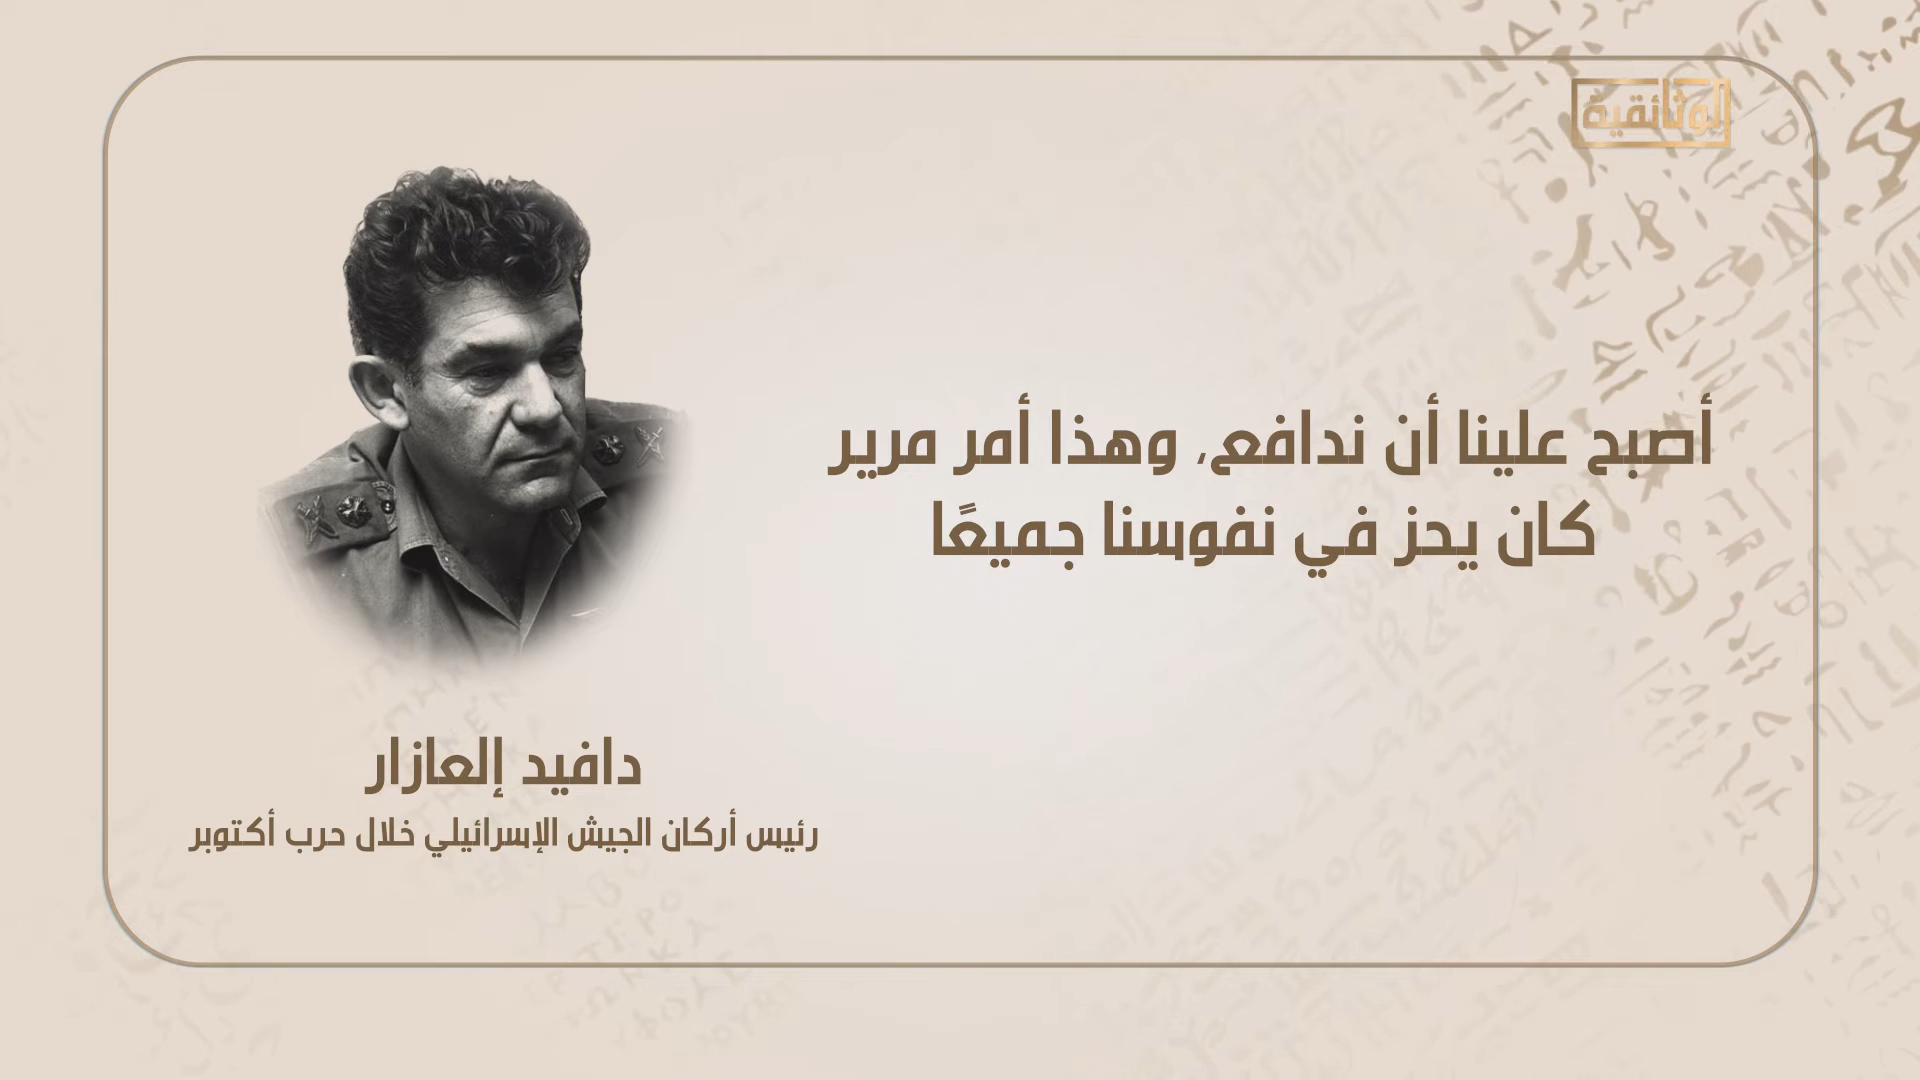 الوثائقية
أصبح علينا أن ندافع، وهذا أمر مرير
كان يحز في نفوسنا جميعًا
دافيد إلعازار
رئيس أركان الجيش الإسرائيلي خلال حرب أكتوبر